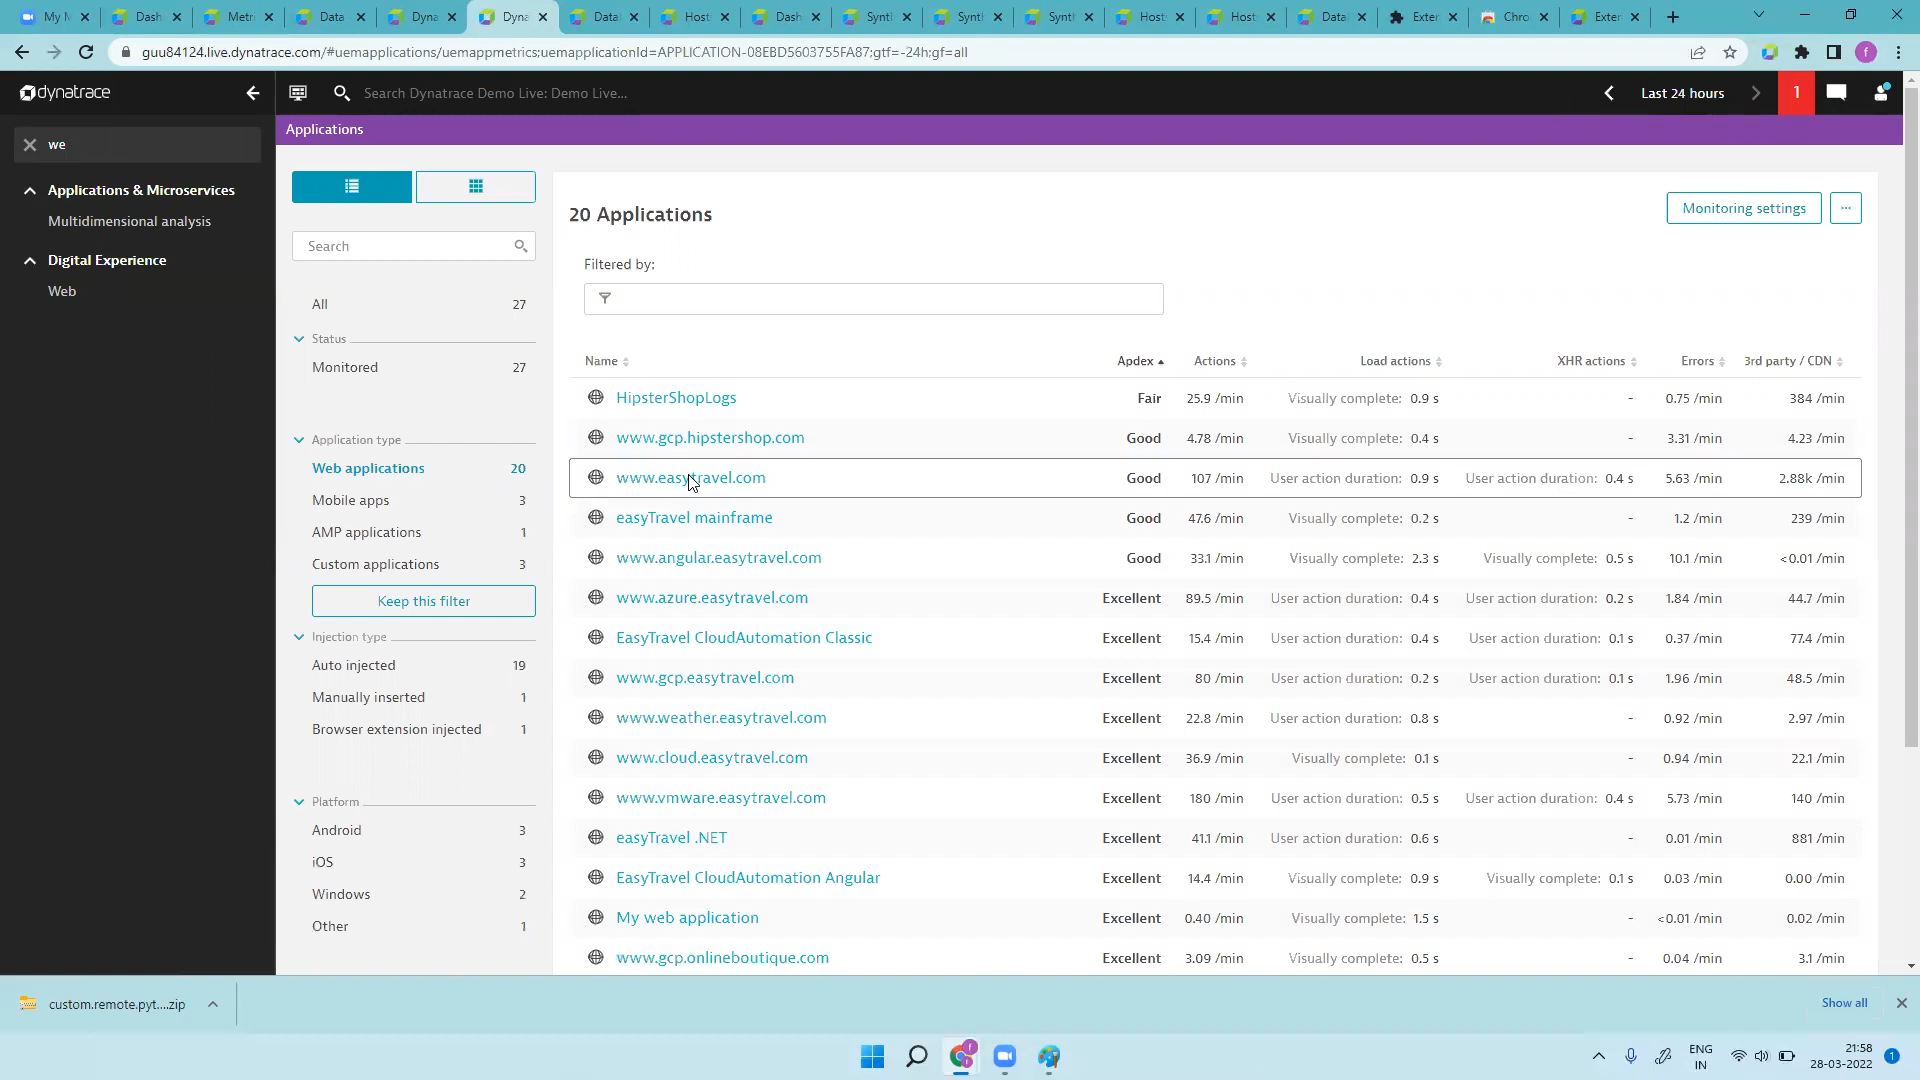 My M
Dash
Metri
Data
Dyna
Dyna
Datal
Hosts
Dash
Synth
Synth
Synth
Host
Host
Datal
Exter
Chro
Exter
guu84124.live.dynatrace.com/#uemapplications/uemappmetrics;uemapplicationId=APPLICATION-08EBD5603755FA87;gtf=-24h;gf=all
dynatrace
Search Dynatrace Demo Live: Demo Live...
Last 24 hours
1
we
Applications & Microservices
Multidimensional analysis
Digital Experience
Web
Applications
Search
All 27
Status
Monitored 27
Application type
Web applications 20
Mobile apps 3
AMP applications 1
Custom applications 3
Keep this filter
Injection type
Auto injected 19
Manually inserted 1
Browser extension injected 1
Platform
Android 3
iOS 3
Windows 2
Other 1
20 Applications
Monitoring settings
...
Filtered by:
Name Apdex Actions Load actions XHR actions Errors 3rd party / CDN
HipsterShopLogs Fair 25.9 /min Visually complete: 0.9 s - 0.75 /min 384 /min
www.gcp.hipstershop.com Good 4.78 /min Visually complete: 0.4 s - 3.31 /min 4.23 /min
www.easytravel.com Good 107 /min User action duration: 0.9 s User action duration: 0.4 s 5.63 /min 2.88k /min
easyTravel mainframe Good 47.6 /min Visually complete: 0.2 s - 1.2 /min 239 /min
www.angular.easytravel.com Good 33.1 /min Visually complete: 2.3 s Visually complete: 0.5 s 10.1 /min <0.01 /min
www.azure.easytravel.com Excellent 89.5 /min User action duration: 0.4 s User action duration: 0.2 s 1.84 /min 44.7 /min
EasyTravel CloudAutomation Classic Excellent 15.4 /min User action duration: 0.4 s User action duration: 0.1 s 0.37 /min 77.4 /min
www.gcp.easytravel.com Excellent 80 /min User action duration: 0.2 s User action duration: 0.1 s 1.96 /min 48.5 /min
www.weather.easytravel.com Excellent 22.8 /min User action duration: 0.8 s - 0.92 /min 2.97 /min
www.cloud.easytravel.com Excellent 36.9 /min Visually complete: 0.1 s - 0.94 /min 22.1 /min
www.vmware.easytravel.com Excellent 180 /min User action duration: 0.5 s User action duration: 0.4 s 5.73 /min 140 /min
easyTravel .NET Excellent 41.1 /min User action duration: 0.6 s - 0.01 /min 881 /min
EasyTravel CloudAutomation Angular Excellent 14.4 /min Visually complete: 0.9 s Visually complete: 0.1 s 0.03 /min 0.00 /min
My web application Excellent 0.40 /min Visually complete: 1.5 s - <0.01 /min 0.02 /min
www.gcp.onlineboutique.com Excellent 3.09 /min Visually complete: 0.5 s - 0.04 /min 3.1 /min
custom.remote.pyt....zip
Show all
ENG
IN
21:58
28-03-2022
1